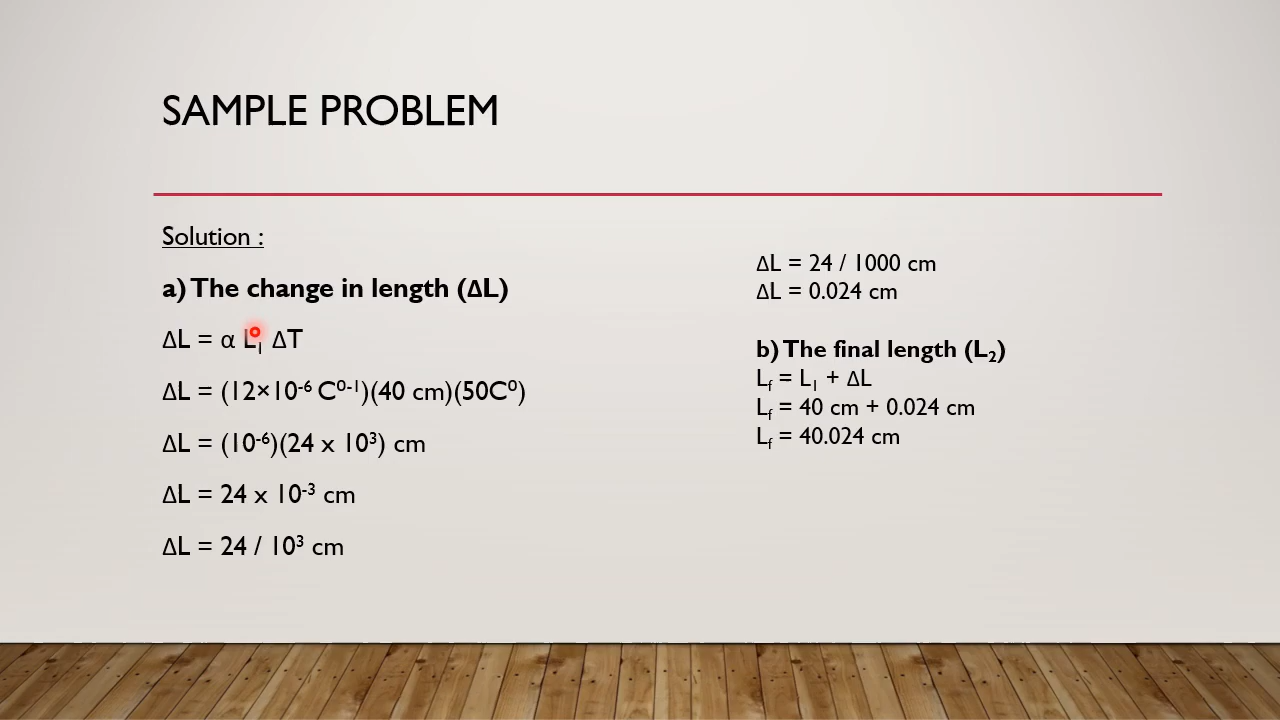 SAMPLE PROBLEM
Solution :
a) The change in length (ΔL)
ΔL = α L₁ ΔT
ΔL = (12×10⁻⁶ C⁰⁻¹)(40 cm)(50C⁰)
ΔL = (10⁻⁶)(24 x 10³) cm
ΔL = 24 x 10⁻³ cm
ΔL = 24 / 10³ cm
ΔL = 24 / 1000 cm
ΔL = 0.024 cm
b) The final length (L₂)
L_f = L₁ + ΔL
L_f = 40 cm + 0.024 cm
L_f = 40.024 cm